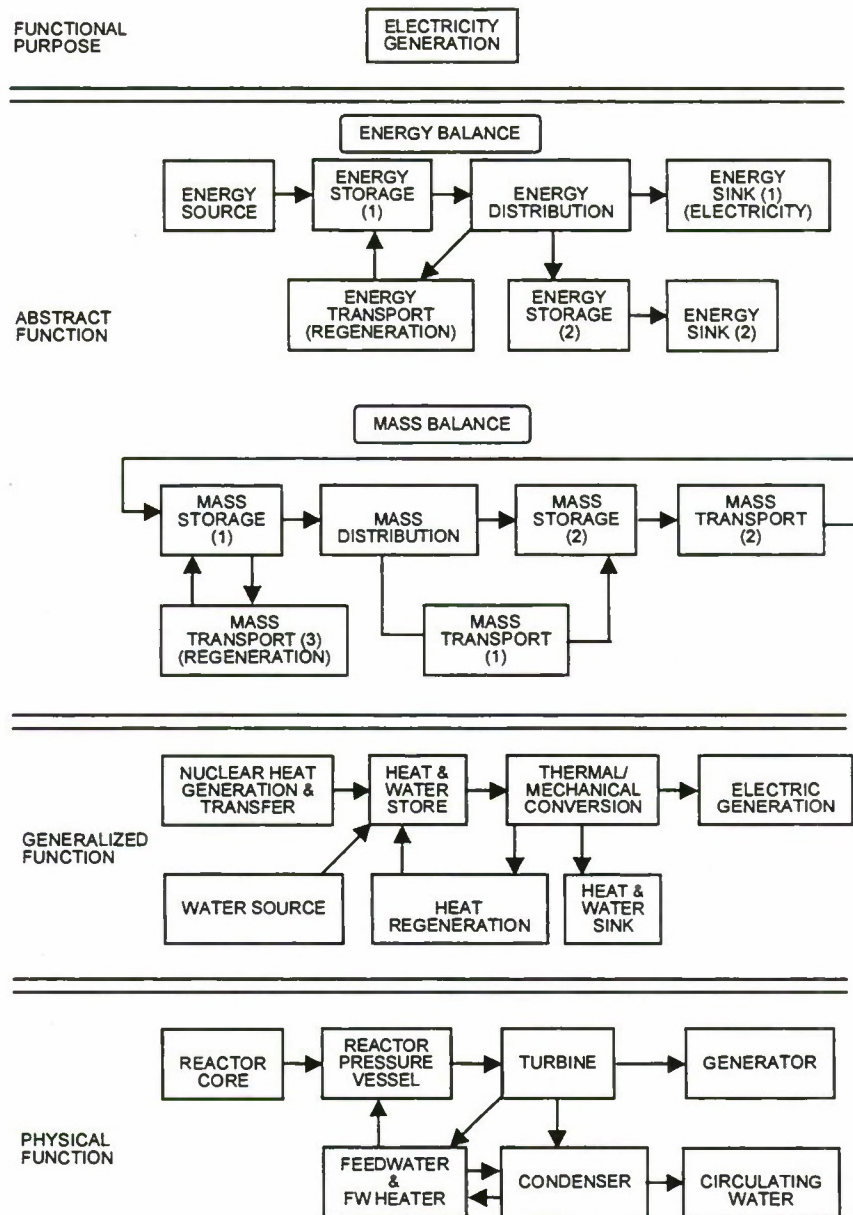 FUNCTIONAL
PURPOSE
ELECTRICITY
GENERATION
ABSTRACT
FUNCTION
ENERGY BALANCE
ENERGY
SOURCE
ENERGY
STORAGE
(1)
ENERGY
DISTRIBUTION
ENERGY
SINK (1)
(ELECTRICITY)
ENERGY
TRANSPORT
(REGENERATION)
ENERGY
STORAGE
(2)
ENERGY
SINK (2)
MASS BALANCE
MASS
STORAGE
(1)
MASS
DISTRIBUTION
MASS
STORAGE
(2)
MASS
TRANSPORT
(2)
MASS
TRANSPORT (3)
(REGENERATION)
MASS
TRANSPORT
(1)
GENERALIZED
FUNCTION
NUCLEAR HEAT
GENERATION &
TRANSFER
HEAT &
WATER
STORE
THERMAL/
MECHANICAL
CONVERSION
ELECTRIC
GENERATION
WATER SOURCE
HEAT
REGENERATION
HEAT &
WATER
SINK
PHYSICAL
FUNCTION
REACTOR
CORE
REACTOR
PRESSURE
VESSEL
TURBINE
GENERATOR
FEEDWATER
&
FW HEATER
CONDENSER
CIRCULATING
WATER